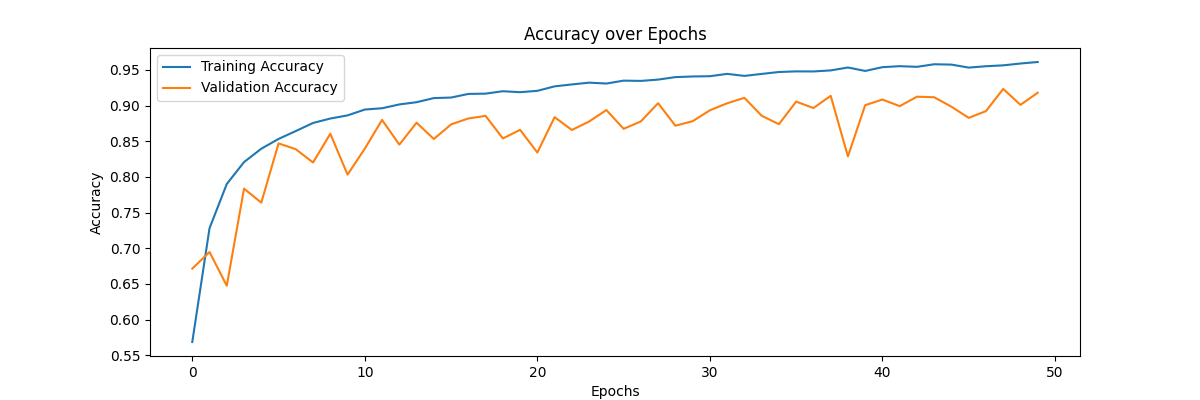 Accuracy over Epochs
Training Accuracy
Validation Accuracy
Accuracy
0.95
0.90
0.85
0.80
0.75
0.70
0.65
0.60
0.55
0 10 20 30 40 50
Epochs